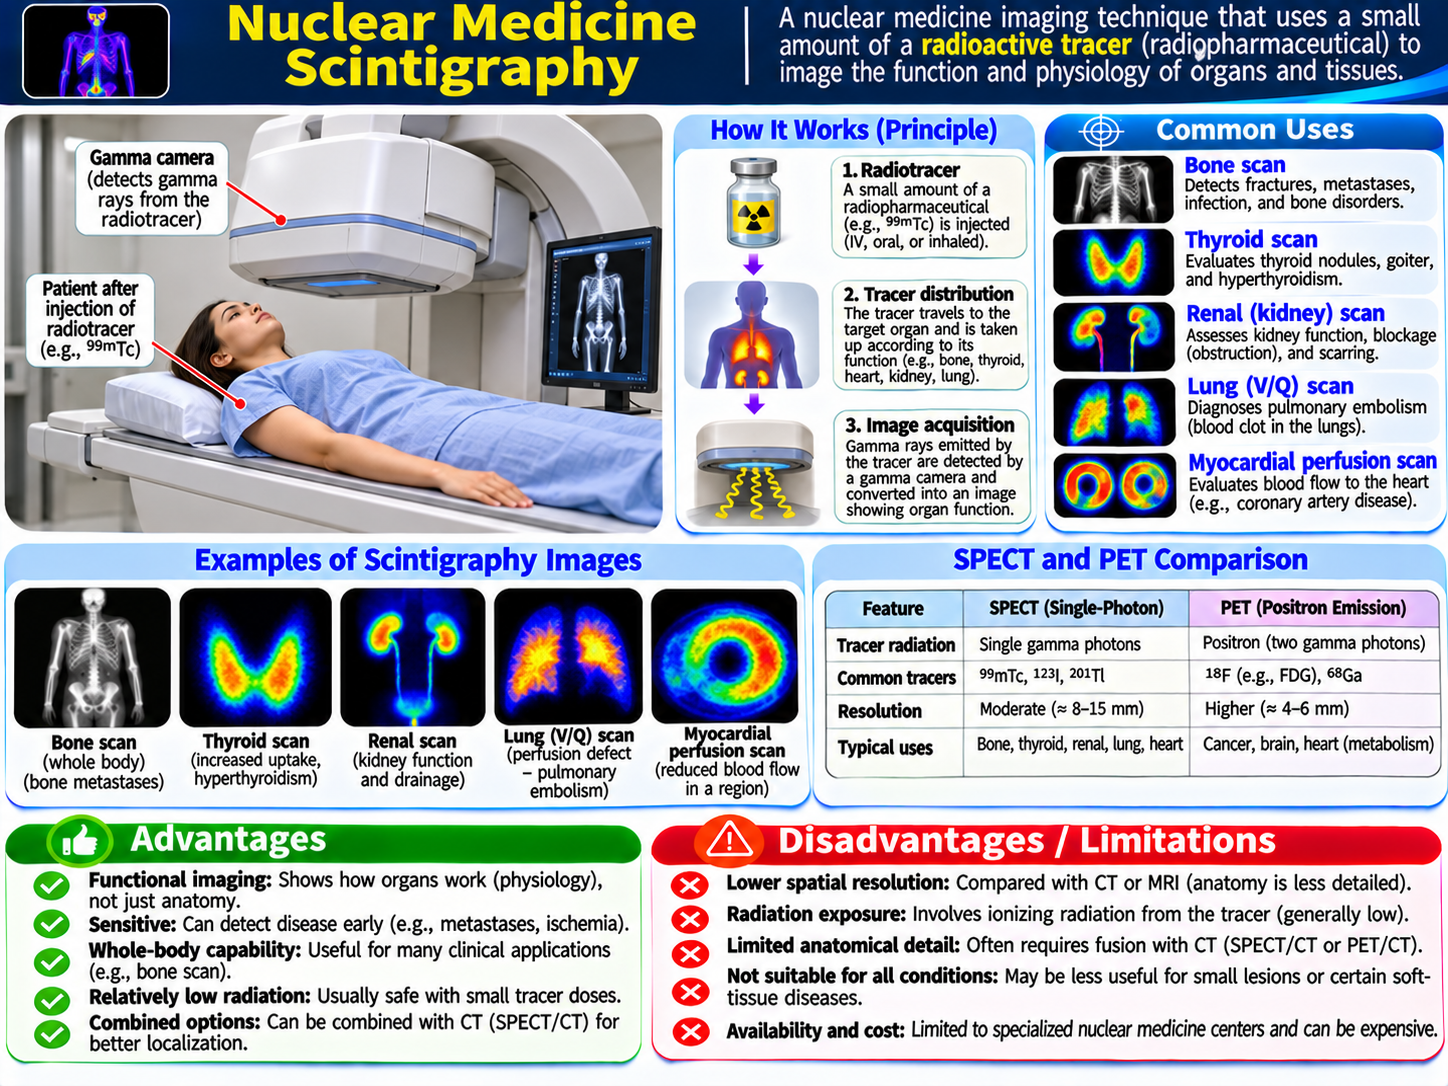 Nuclear Medicine
Scintigraphy
A nuclear medicine imaging technique that uses a small
amount of a radioactive tracer (radiopharmaceutical) to
image the function and physiology of organs and tissues.
Gamma camera
(detects gamma
rays from the
radiotracer)
Patient after
injection of
radiotracer
(e.g., ⁹⁹ᵐTc)
How It Works (Principle)
1. Radiotracer
A small amount of a
radiopharmaceutical
(e.g., ⁹⁹ᵐTc) is injected
(IV, oral, or inhaled).
2. Tracer distribution
The tracer travels to the
target organ and is taken
up according to its
function (e.g., bone, thyroid,
heart, kidney, lung).
3. Image acquisition
Gamma rays emitted by
the tracer are detected by
a gamma camera and
converted into an image
showing organ function.
Common Uses
Bone scan
Detects fractures, metastases,
infection, and bone disorders.
Thyroid scan
Evaluates thyroid nodules, goiter,
and hyperthyroidism.
Renal (kidney) scan
Assesses kidney function, blockage
(obstruction), and scarring.
Lung (V/Q) scan
Diagnoses pulmonary embolism
(blood clot in the lungs).
Myocardial perfusion scan
Evaluates blood flow to the heart
(e.g., coronary artery disease).
Examples of Scintigraphy Images
Bone scan
(whole body)
(bone metastases)
Thyroid scan
(increased uptake,
hyperthyroidism)
Renal scan
(kidney function
and drainage)
Lung (V/Q) scan
(perfusion defect
– pulmonary
embolism)
Myocardial
perfusion scan
(reduced blood flow
in a region)
SPECT and PET Comparison
Feature SPECT (Single-Photon) PET (Positron Emission)
Tracer radiation Single gamma photons Positron (two gamma photons)
Common tracers ⁹⁹mTc, ¹²³I, ²⁰¹Tl ¹⁸F (e.g., FDG), ⁶⁸Ga
Resolution Moderate (≈ 8–15 mm) Higher (≈ 4–6 mm)
Typical uses Bone, thyroid, renal, lung, heart Cancer, brain, heart (metabolism)
Advantages
Functional imaging: Shows how organs work (physiology),
not just anatomy.
Sensitive: Can detect disease early (e.g., metastases, ischemia).
Whole-body capability: Useful for many clinical applications
(e.g., bone scan).
Relatively low radiation: Usually safe with small tracer doses.
Combined options: Can be combined with CT (SPECT/CT) for
better localization.
Disadvantages / Limitations
Lower spatial resolution: Compared with CT or MRI (anatomy is less detailed).
Radiation exposure: Involves ionizing radiation from the tracer (generally low).
Limited anatomical detail: Often requires fusion with CT (SPECT/CT or PET/CT).
Not suitable for all conditions: May be less useful for small lesions or certain soft-
tissue diseases.
Availability and cost: Limited to specialized nuclear medicine centers and can be expensive.